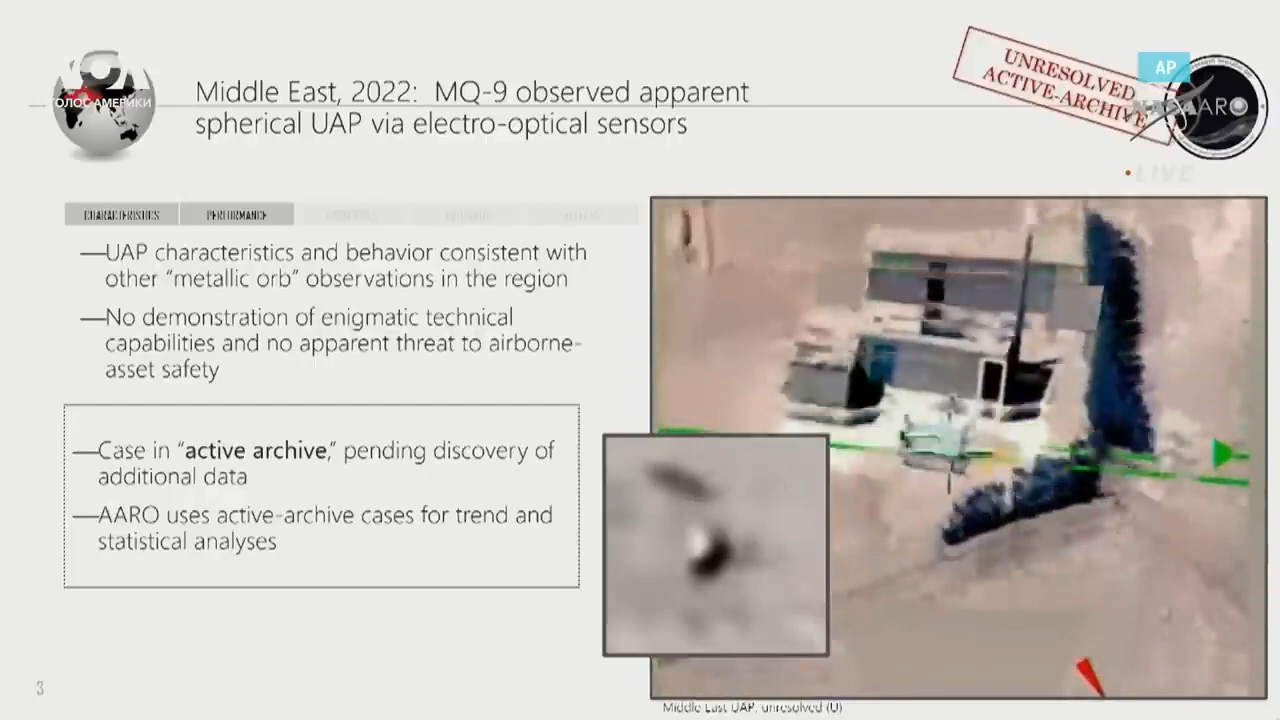 VOA
ГОЛОС АМЕРИКИ
Middle East, 2022: MQ-9 observed apparent
spherical UAP via electro-optical sensors
UNRESOLVED
ACTIVE-ARCHIVE
AP
NASA
AARO
LIVE
CHARACTERISTICS
PERFORMANCE
—UAP characteristics and behavior consistent with
other “metallic orb” observations in the region
—No demonstration of enigmatic technical
capabilities and no apparent threat to airborne-
asset safety
—Case in “active archive,” pending discovery of
additional data
—AARO uses active-archive cases for trend and
statistical analyses
3
Middle East UAP, unresolved (U)